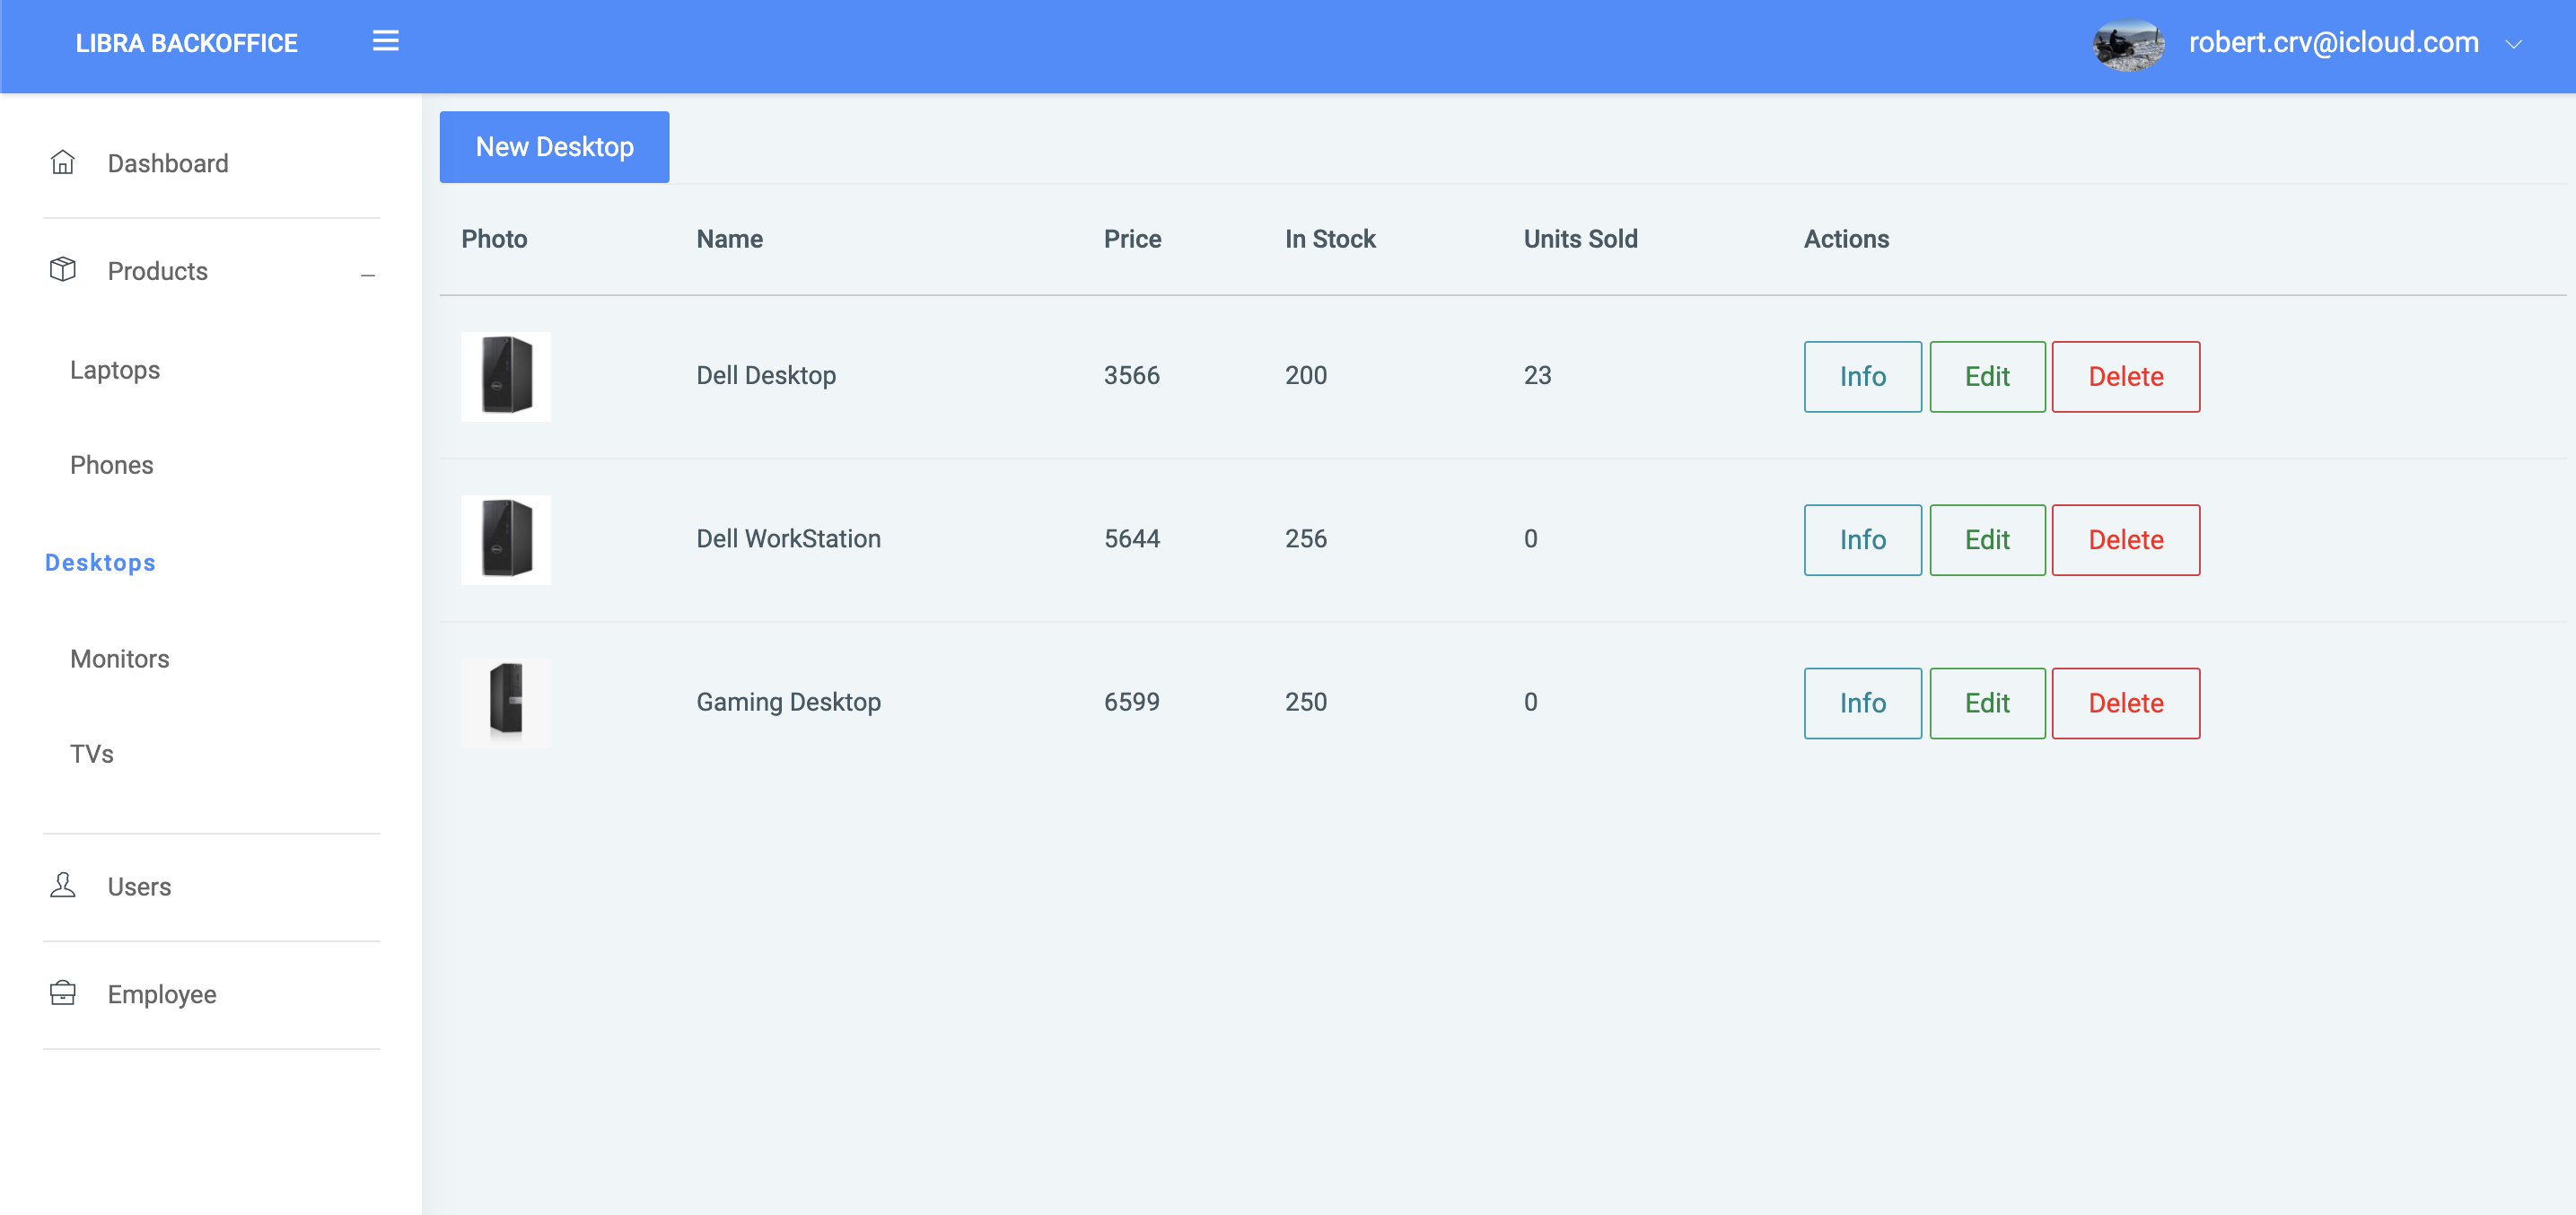 LIBRA BACKOFFICE
robert.crv@icloud.com
Dashboard
Products
Laptops
Phones
Desktops
Monitors
TVs
Users
Employee
New Desktop
Photo Name Price In Stock Units Sold Actions
Dell Desktop 3566 200 23 Info Edit Delete
Dell WorkStation 5644 256 0 Info Edit Delete
Gaming Desktop 6599 250 0 Info Edit Delete